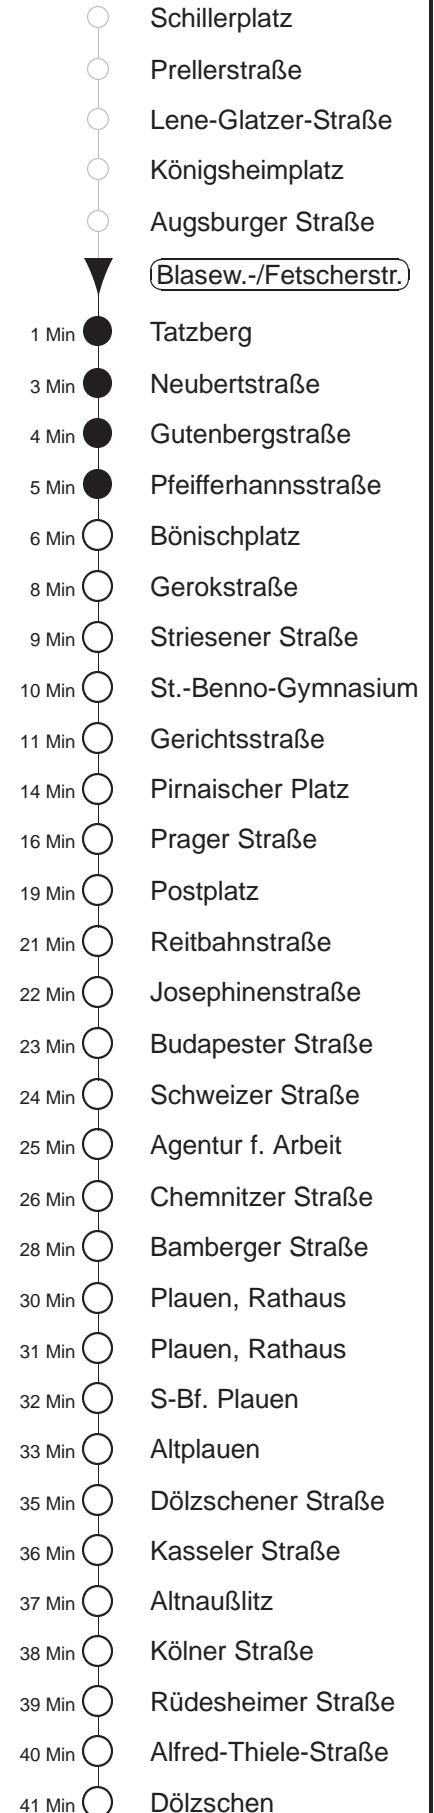 Schillerplatz
Prellerstraße
Lene-Glatzer-Straße
Königsheimplatz
Augsburger Straße
Blasew.-/Fetscherstr.
1 Min Tatzberg
3 Min Neubertstraße
4 Min Gutenbergstraße
5 Min Pfeifferhannsstraße
6 Min Bönischplatz
8 Min Gerokstraße
9 Min Striesener Straße
10 Min St.-Benno-Gymnasium
11 Min Gerichtsstraße
14 Min Pirnaischer Platz
16 Min Prager Straße
19 Min Postplatz
21 Min Reitbahnstraße
22 Min Josephinenstraße
23 Min Budapester Straße
24 Min Schweizer Straße
25 Min Agentur f. Arbeit
26 Min Chemnitzer Straße
28 Min Bamberger Straße
30 Min Plauen, Rathaus
31 Min Plauen, Rathaus
32 Min S-Bf. Plauen
33 Min Altplauen
35 Min Dölzschener Straße
36 Min Kasseler Straße
37 Min Altnaußlitz
38 Min Kölner Straße
39 Min Rüdesheimer Straße
40 Min Alfred-Thiele-Straße
41 Min Dölzschen